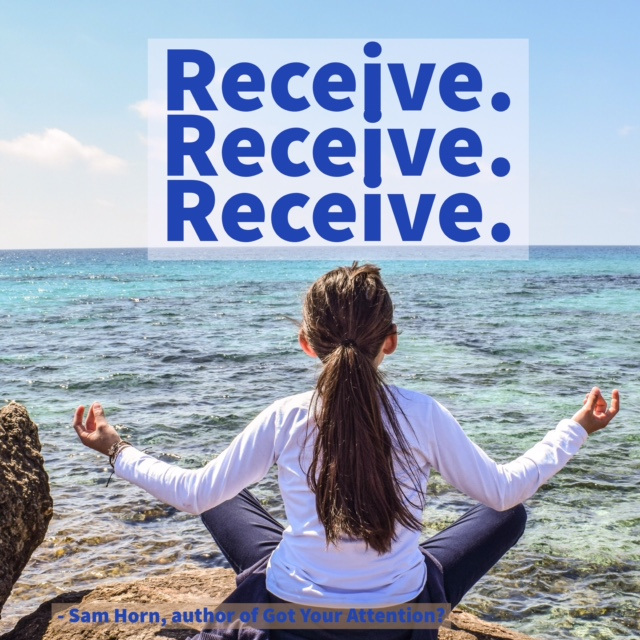 Receive.
Receive.
Receive.
- Sam Horn, author of Got Your Attention?